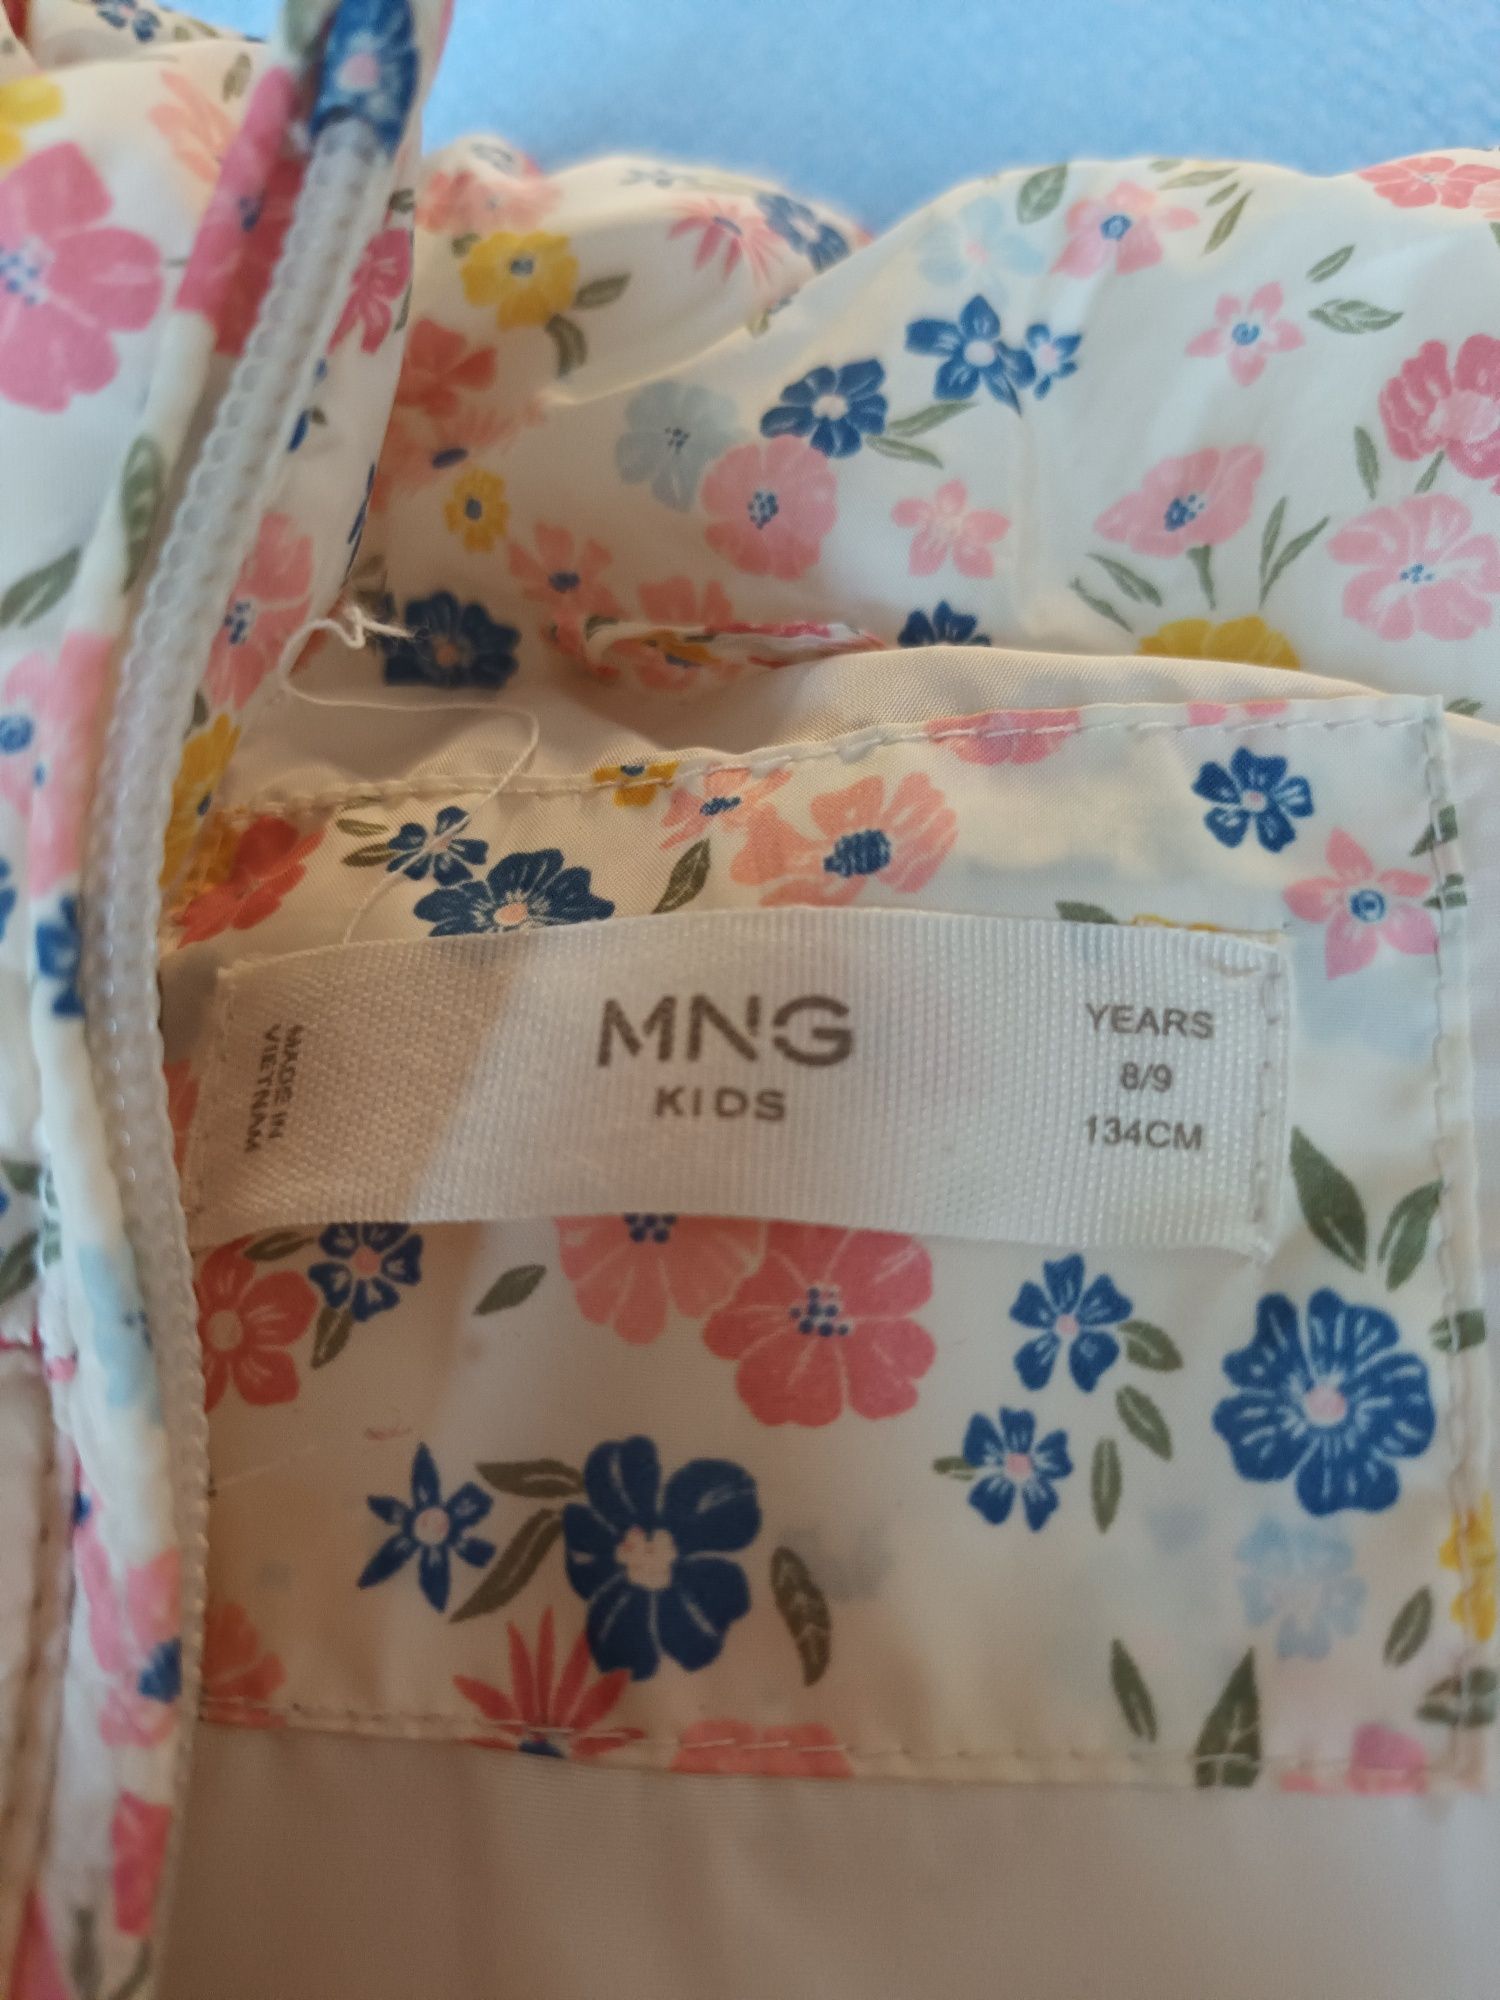 MADE IN
VIETNAM
MNG
KIDS
YEARS
8/9
134CM